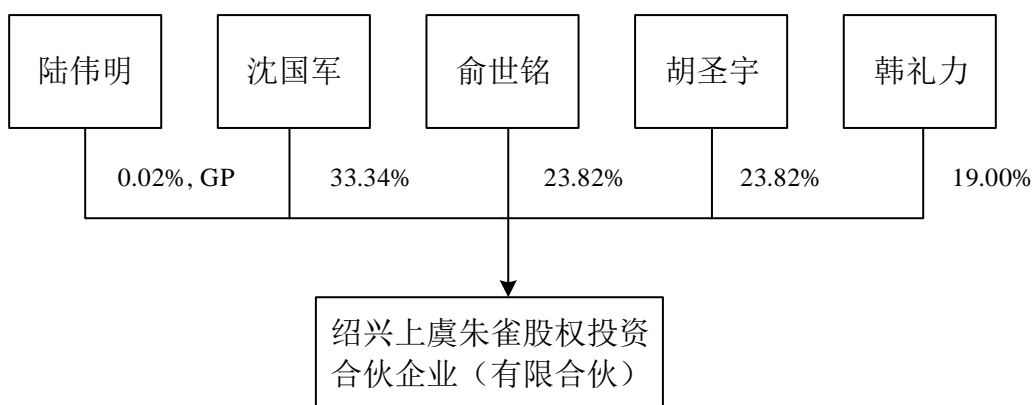 陆伟明
沈国军
俞世铭
胡圣宇
韩礼力
0.02%, GP
33.34%
23.82%
23.82%
19.00%
绍兴上虞朱雀股权投资
合伙企业（有限合伙）